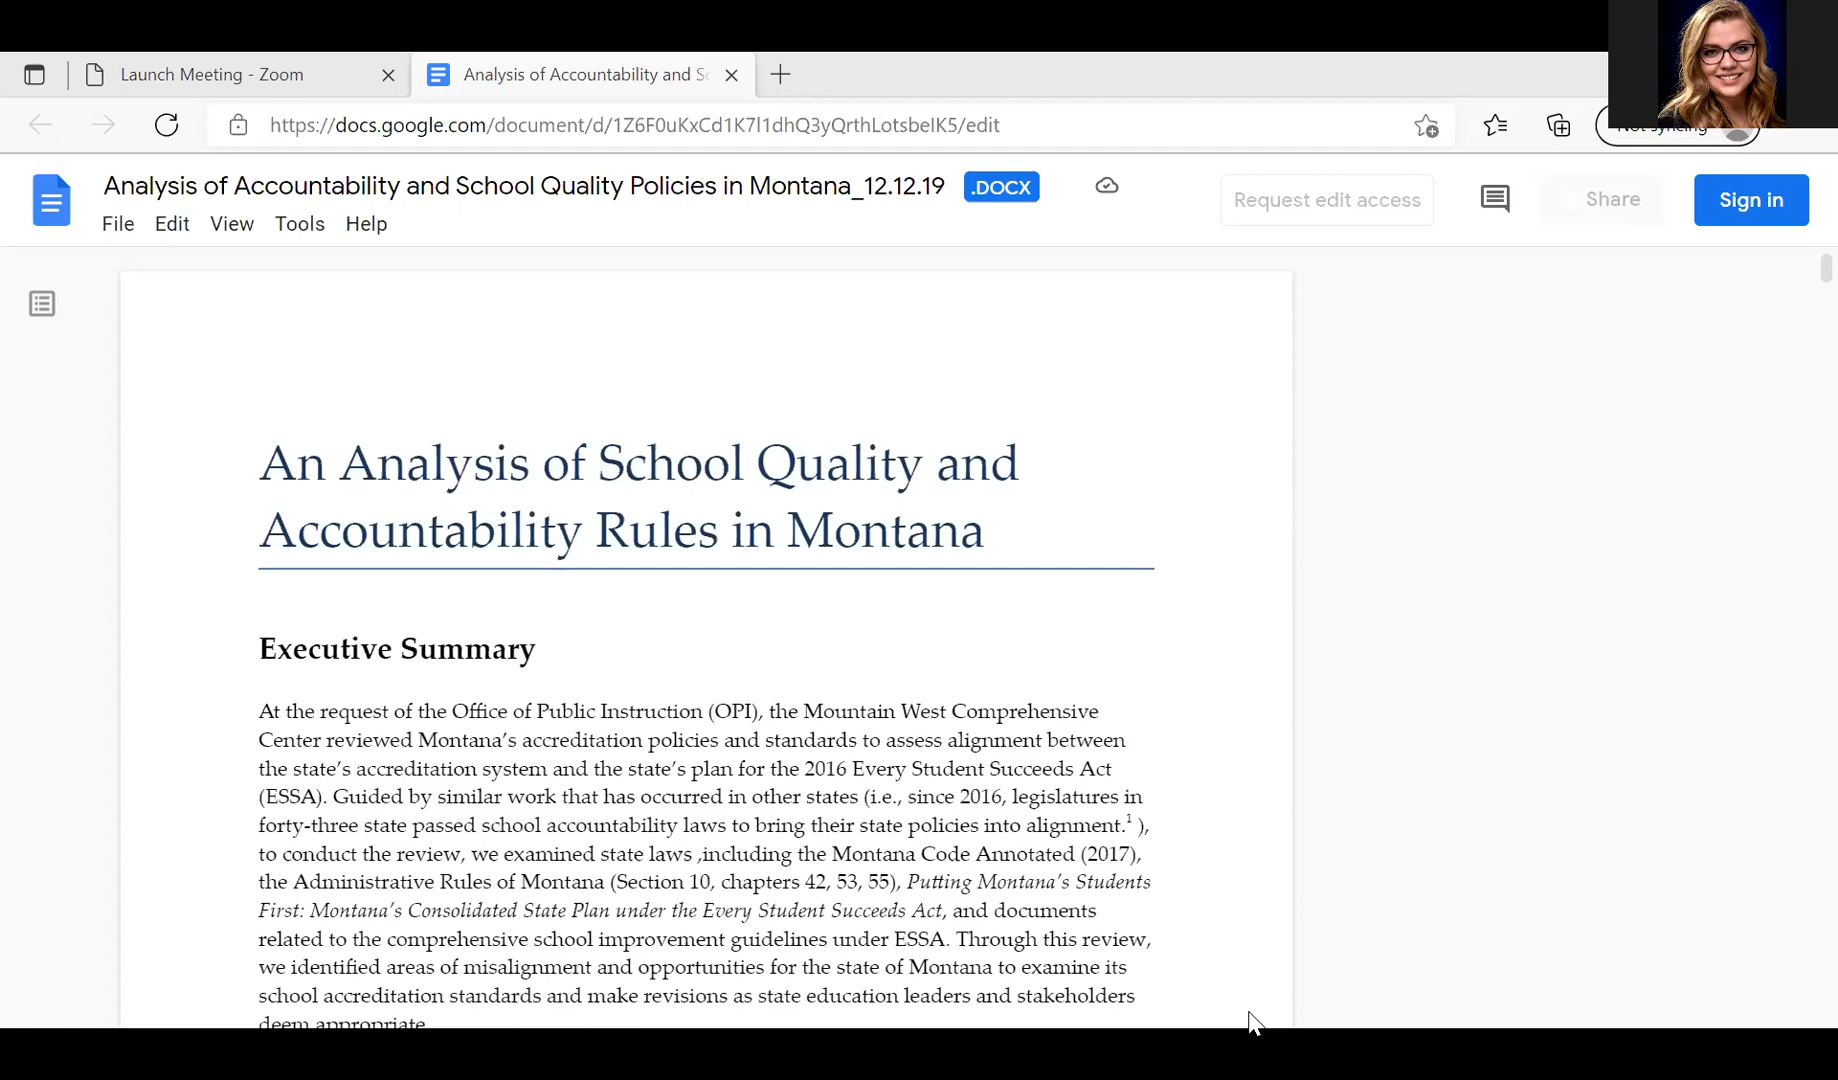 Launch Meeting - Zoom
Analysis of Accountability and Sc
https://docs.google.com/document/d/1Z6F0uKxCd1K7l1dhQ3yQrthLotsbeIK5/edit
Not syncing
Analysis of Accountability and School Quality Policies in Montana_12.12.19 .DOCX
Request edit access
Share
Sign in
File Edit View Tools Help
An Analysis of School Quality and
Accountability Rules in Montana
Executive Summary
At the request of the Office of Public Instruction (OPI), the Mountain West Comprehensive
Center reviewed Montana’s accreditation policies and standards to assess alignment between
the state’s accreditation system and the state’s plan for the 2016 Every Student Succeeds Act
(ESSA). Guided by similar work that has occurred in other states (i.e., since 2016, legislatures in
forty-three state passed school accountability laws to bring their state policies into alignment.¹ ),
to conduct the review, we examined state laws ,including the Montana Code Annotated (2017),
the Administrative Rules of Montana (Section 10, chapters 42, 53, 55), Putting Montana’s Students
First: Montana’s Consolidated State Plan under the Every Student Succeeds Act, and documents
related to the comprehensive school improvement guidelines under ESSA. Through this review,
we identified areas of misalignment and opportunities for the state of Montana to examine its
school accreditation standards and make revisions as state education leaders and stakeholders
deem appropriate.